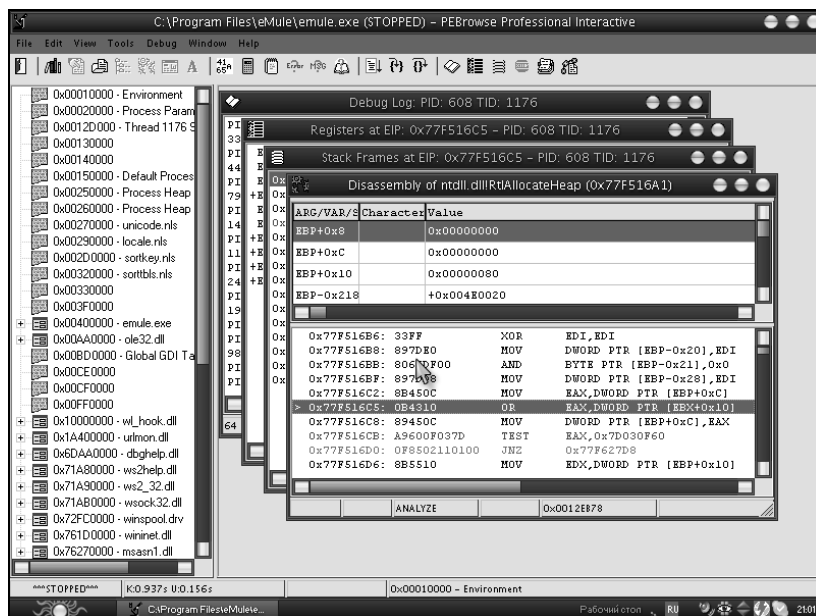 C:\Program Files\eMule\emule.exe (STOPPED) – PEBrowse Professional Interactive
File Edit View Tools Debug Window Help
0x00010000 - Environment
0x00020000 - Process Param
0x0012D000 - Thread 1176 S
0x00130000
0x00140000
0x00150000 - Default Proces
0x00250000 - Process Heap
0x00260000 - Process Heap
0x00270000 - unicode.nls
0x00290000 - locale.nls
0x002D0000 - sortkey.nls
0x00320000 - sorttbls.nls
0x00330000
0x003F0000
0x00400000 - emule.exe
0x00AA0000 - ole32.dll
0x00BD0000 - Global GDI Ta
0x00CE0000
0x00CF0000
0x00FF0000
0x10000000 - wl_hook.dll
0x1A400000 - urlmon.dll
0x6DAA0000 - dbghelp.dll
0x71A80000 - ws2help.dll
0x71A90000 - ws2_32.dll
0x71AB0000 - wsock32.dll
0x72FC0000 - winspool.drv
0x761D0000 - wininet.dll
0x76270000 - msasn1.dll
Debug Log: PID: 608 TID: 1176
Registers at EIP: 0x77F516C5 – PID: 608 TID: 1176
Stack Frames at EIP: 0x77F516C5 – PID: 608 TID: 1176
Disassembly of ntdll.dll!RtlAllocateHeap (0x77F516A1)
ARG/VAR/S Character Value
EBP+0x8 0x00000000
EBP+0xC 0x00000000
EBP+0x10 0x00000080
EBP-0x218 +0x004E0020
0x77F516B6: 33FF XOR EDI,EDI
0x77F516B8: 897DE0 MOV DWORD PTR [EBP-0x20],EDI
0x77F516BB: AND BYTE PTR [EBP-0x21],0x0
0x77F516BF: MOV DWORD PTR [EBP-0x28],EDI
0x77F516C2: 8B450C MOV EAX,DWORD PTR [EBP+0xC]
> 0x77F516C5: 0B4310 OR EAX,DWORD PTR [EBX+0x10]
0x77F516C8: 89450C MOV DWORD PTR [EBP+0xC],EAX
0x77F516CB: A9600F037D TEST EAX,0x7D030F60
0x77F516D0: 0F8502110100 JNZ 0x77F627D8
0x77F516D6: 8B5510 MOV EDX,DWORD PTR [EBP+0x10]
64
ANALYZE 0x0012EB78
***STOPPED*** K:0.937s U:0.156s 0x00010000 - Environment
C:\Program Files\eMule\e... Рабочий стол RU 21:01